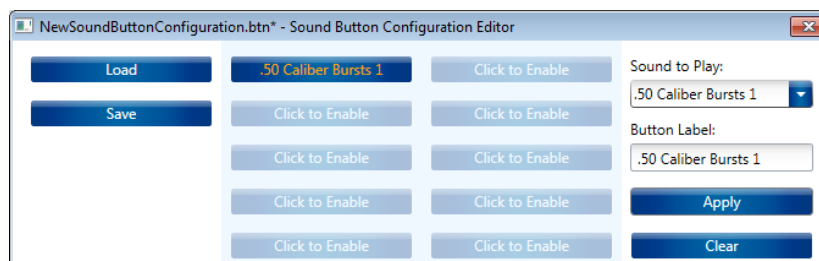 NewSoundButtonConfiguration.btn* - Sound Button Configuration Editor
Load
Save
.50 Caliber Bursts 1
Click to Enable
Click to Enable
Click to Enable
Click to Enable
Click to Enable
Click to Enable
Click to Enable
Click to Enable
Click to Enable
Sound to Play:
.50 Caliber Bursts 1
Button Label:
.50 Caliber Bursts 1
Apply
Clear